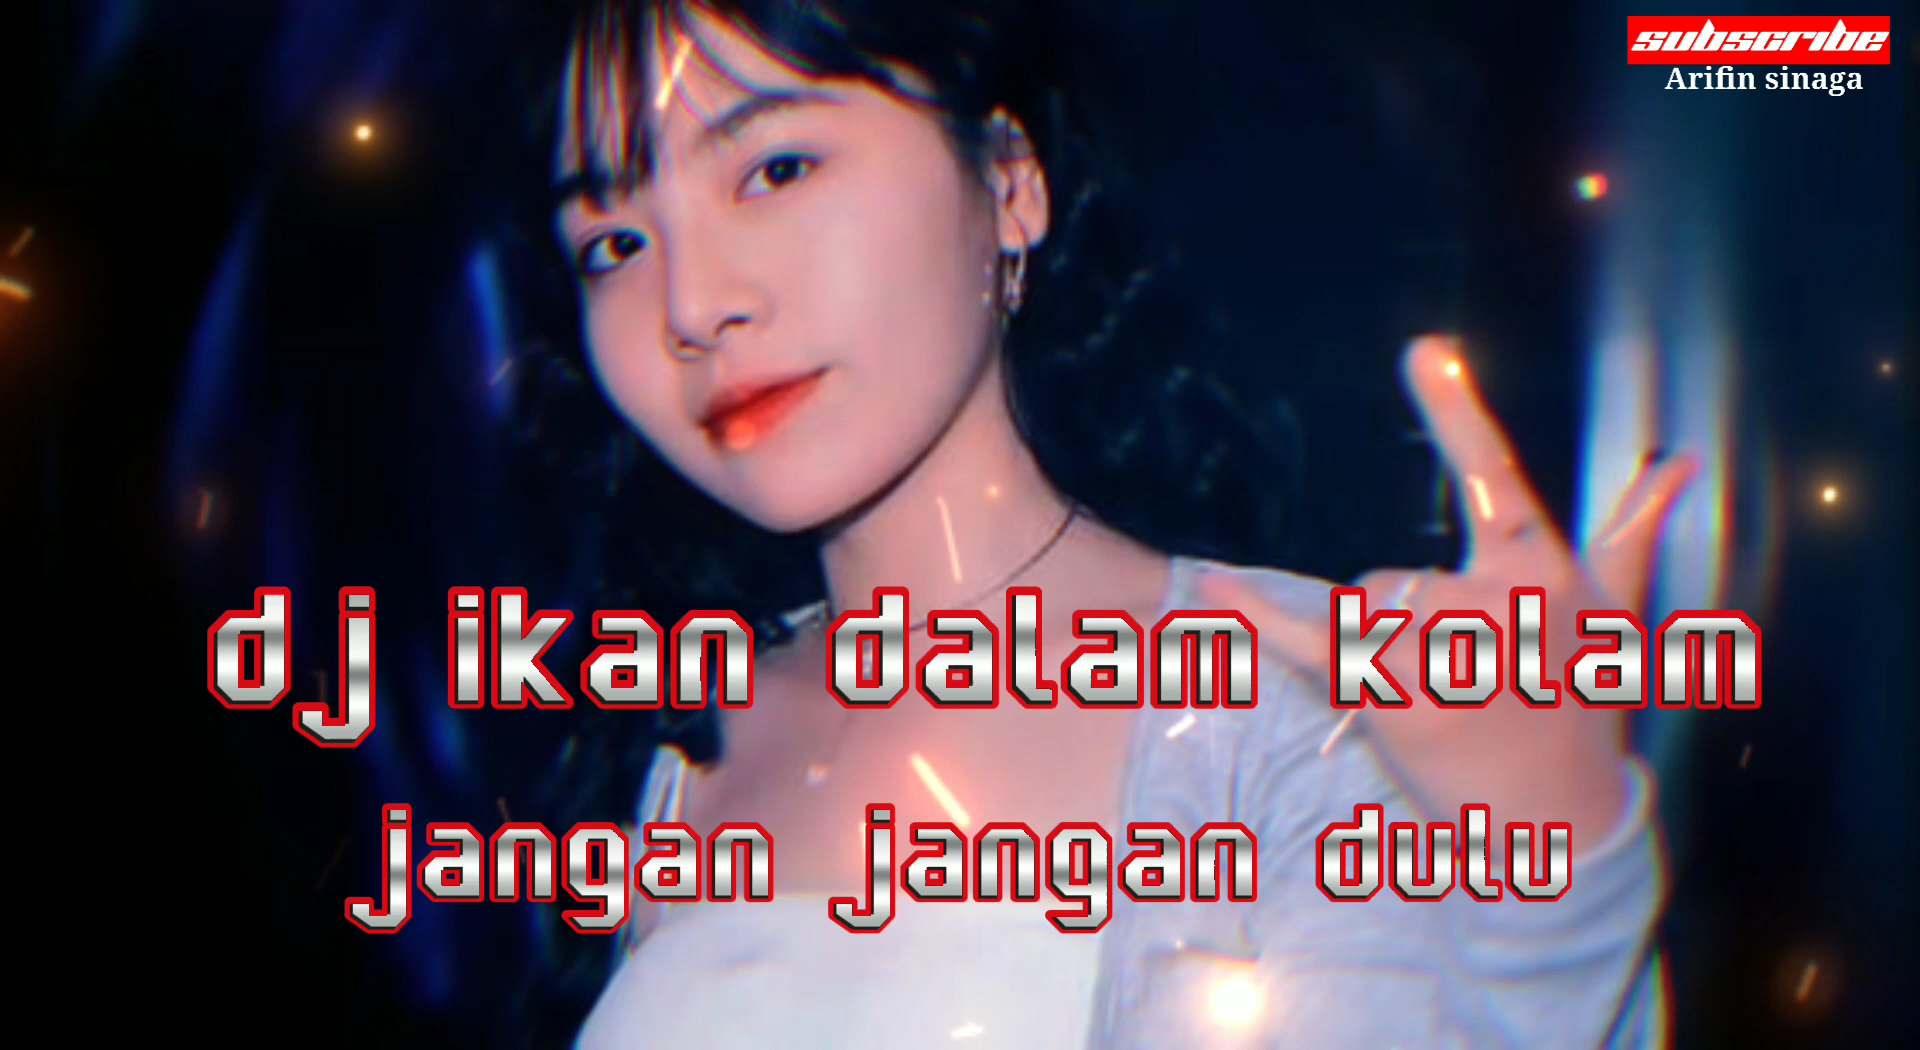 subscribe
Arifin sinaga
dj ikan dalam kolam
jangan jangan dulu